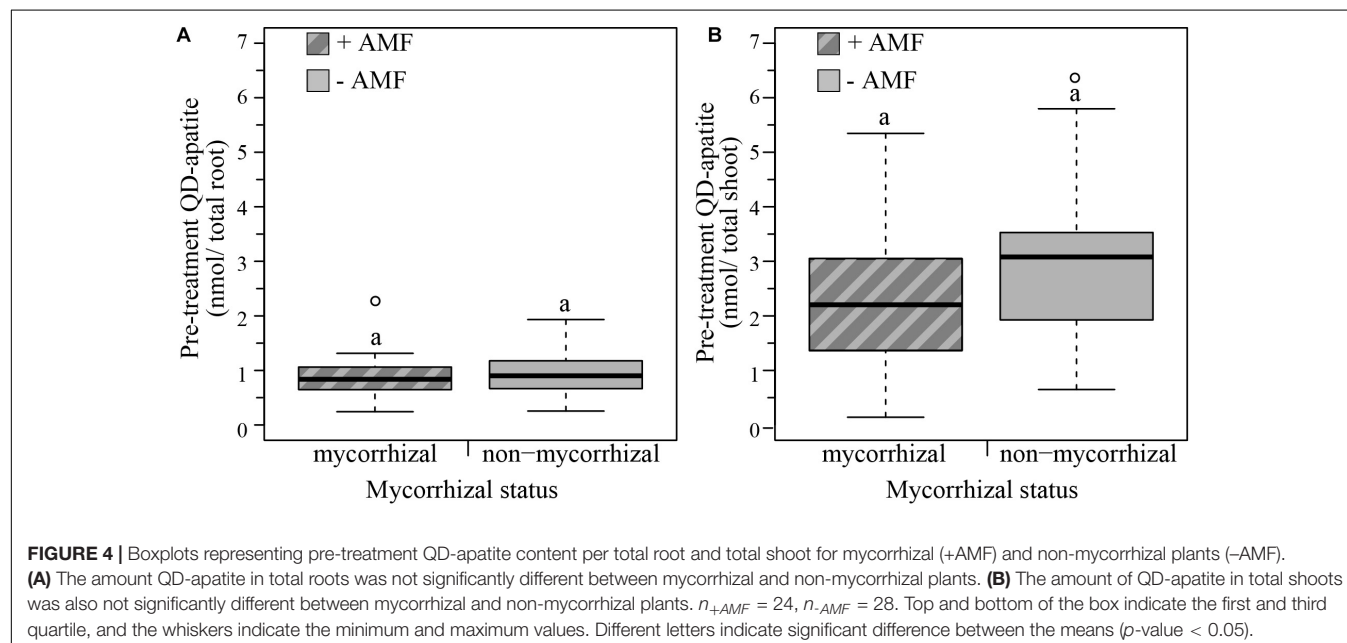 A
7
6
5
4
3
2
1
0
Pre-treatment QD-apatite
(nmol/ total root)
+ AMF
- AMF
a
a
mycorrhizal
non−mycorrhizal
Mycorrhizal status
B
7
6
5
4
3
2
1
0
Pre-treatment QD-apatite
(nmol/ total shoot)
+ AMF
- AMF
a
a
mycorrhizal
non−mycorrhizal
Mycorrhizal status
FIGURE 4 | Boxplots representing pre-treatment QD-apatite content per total root and total shoot for mycorrhizal (+AMF) and non-mycorrhizal plants (–AMF).
(A) The amount QD-apatite in total roots was not significantly different between mycorrhizal and non-mycorrhizal plants. (B) The amount of QD-apatite in total shoots
was also not significantly different between mycorrhizal and non-mycorrhizal plants. n+AMF = 24, n-AMF = 28. Top and bottom of the box indicate the first and third
quartile, and the whiskers indicate the minimum and maximum values. Different letters indicate significant difference between the means (p-value < 0.05).